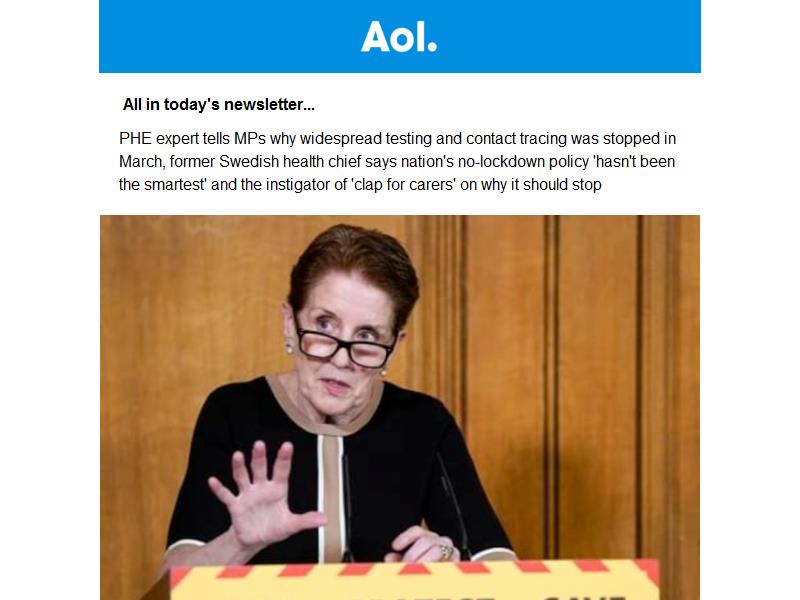 Aol.
All in today's newsletter...
PHE expert tells MPs why widespread testing and contact tracing was stopped in
March, former Swedish health chief says nation's no-lockdown policy 'hasn't been
the smartest' and the instigator of 'clap for carers' on why it should stop